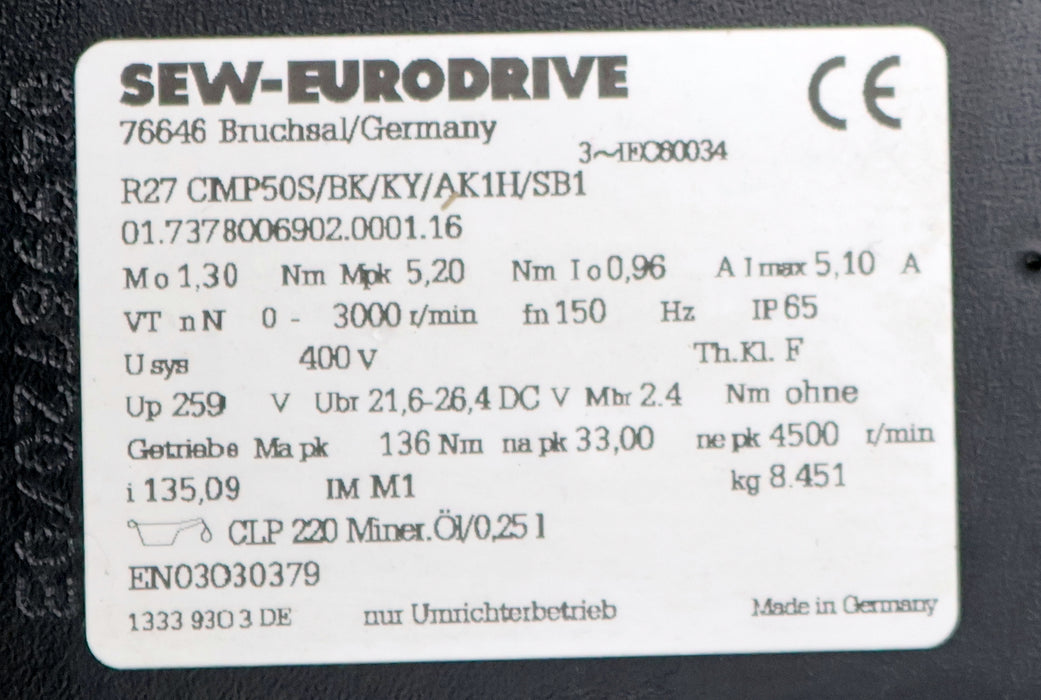 SEW-EURODRIVE CE
76646 Bruchsal/Germany
3~IEC60034
R27 CMP50S/BK/KY/AK1H/SB1
01.7378006902.0001.16
Mo 1,30 Nm Mpk 5,20 Nm Io 0,96 A Imax 5,10 A
VT nN 0 - 3000 r/min fn 150 Hz IP 65
U sys 400 V Th.Kl. F
Up 259 V Ubr 21,6-26,4 DC V Mbr 2.4 Nm ohne
Getriebe Ma pk 136 Nm na pk 33,00 ne pk 4500 r/min
i 135,09 IM M1 kg 8.451
CLP 220 Miner.Öl/0,25 l
EN03030379
1333 930 3 DE nur Umrichterbetrieb Made in Germany